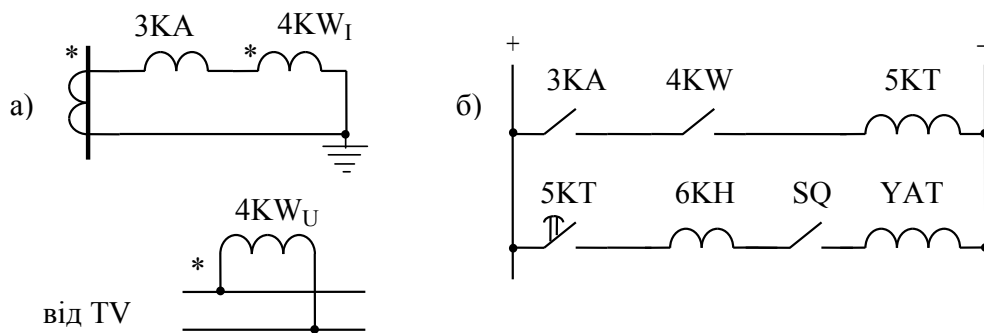 3KA 4KW_I
* *
а)
4KW_U
*
від TV
+ –
б)
3KA 4KW 5KT
5KT 6KH SQ YAT